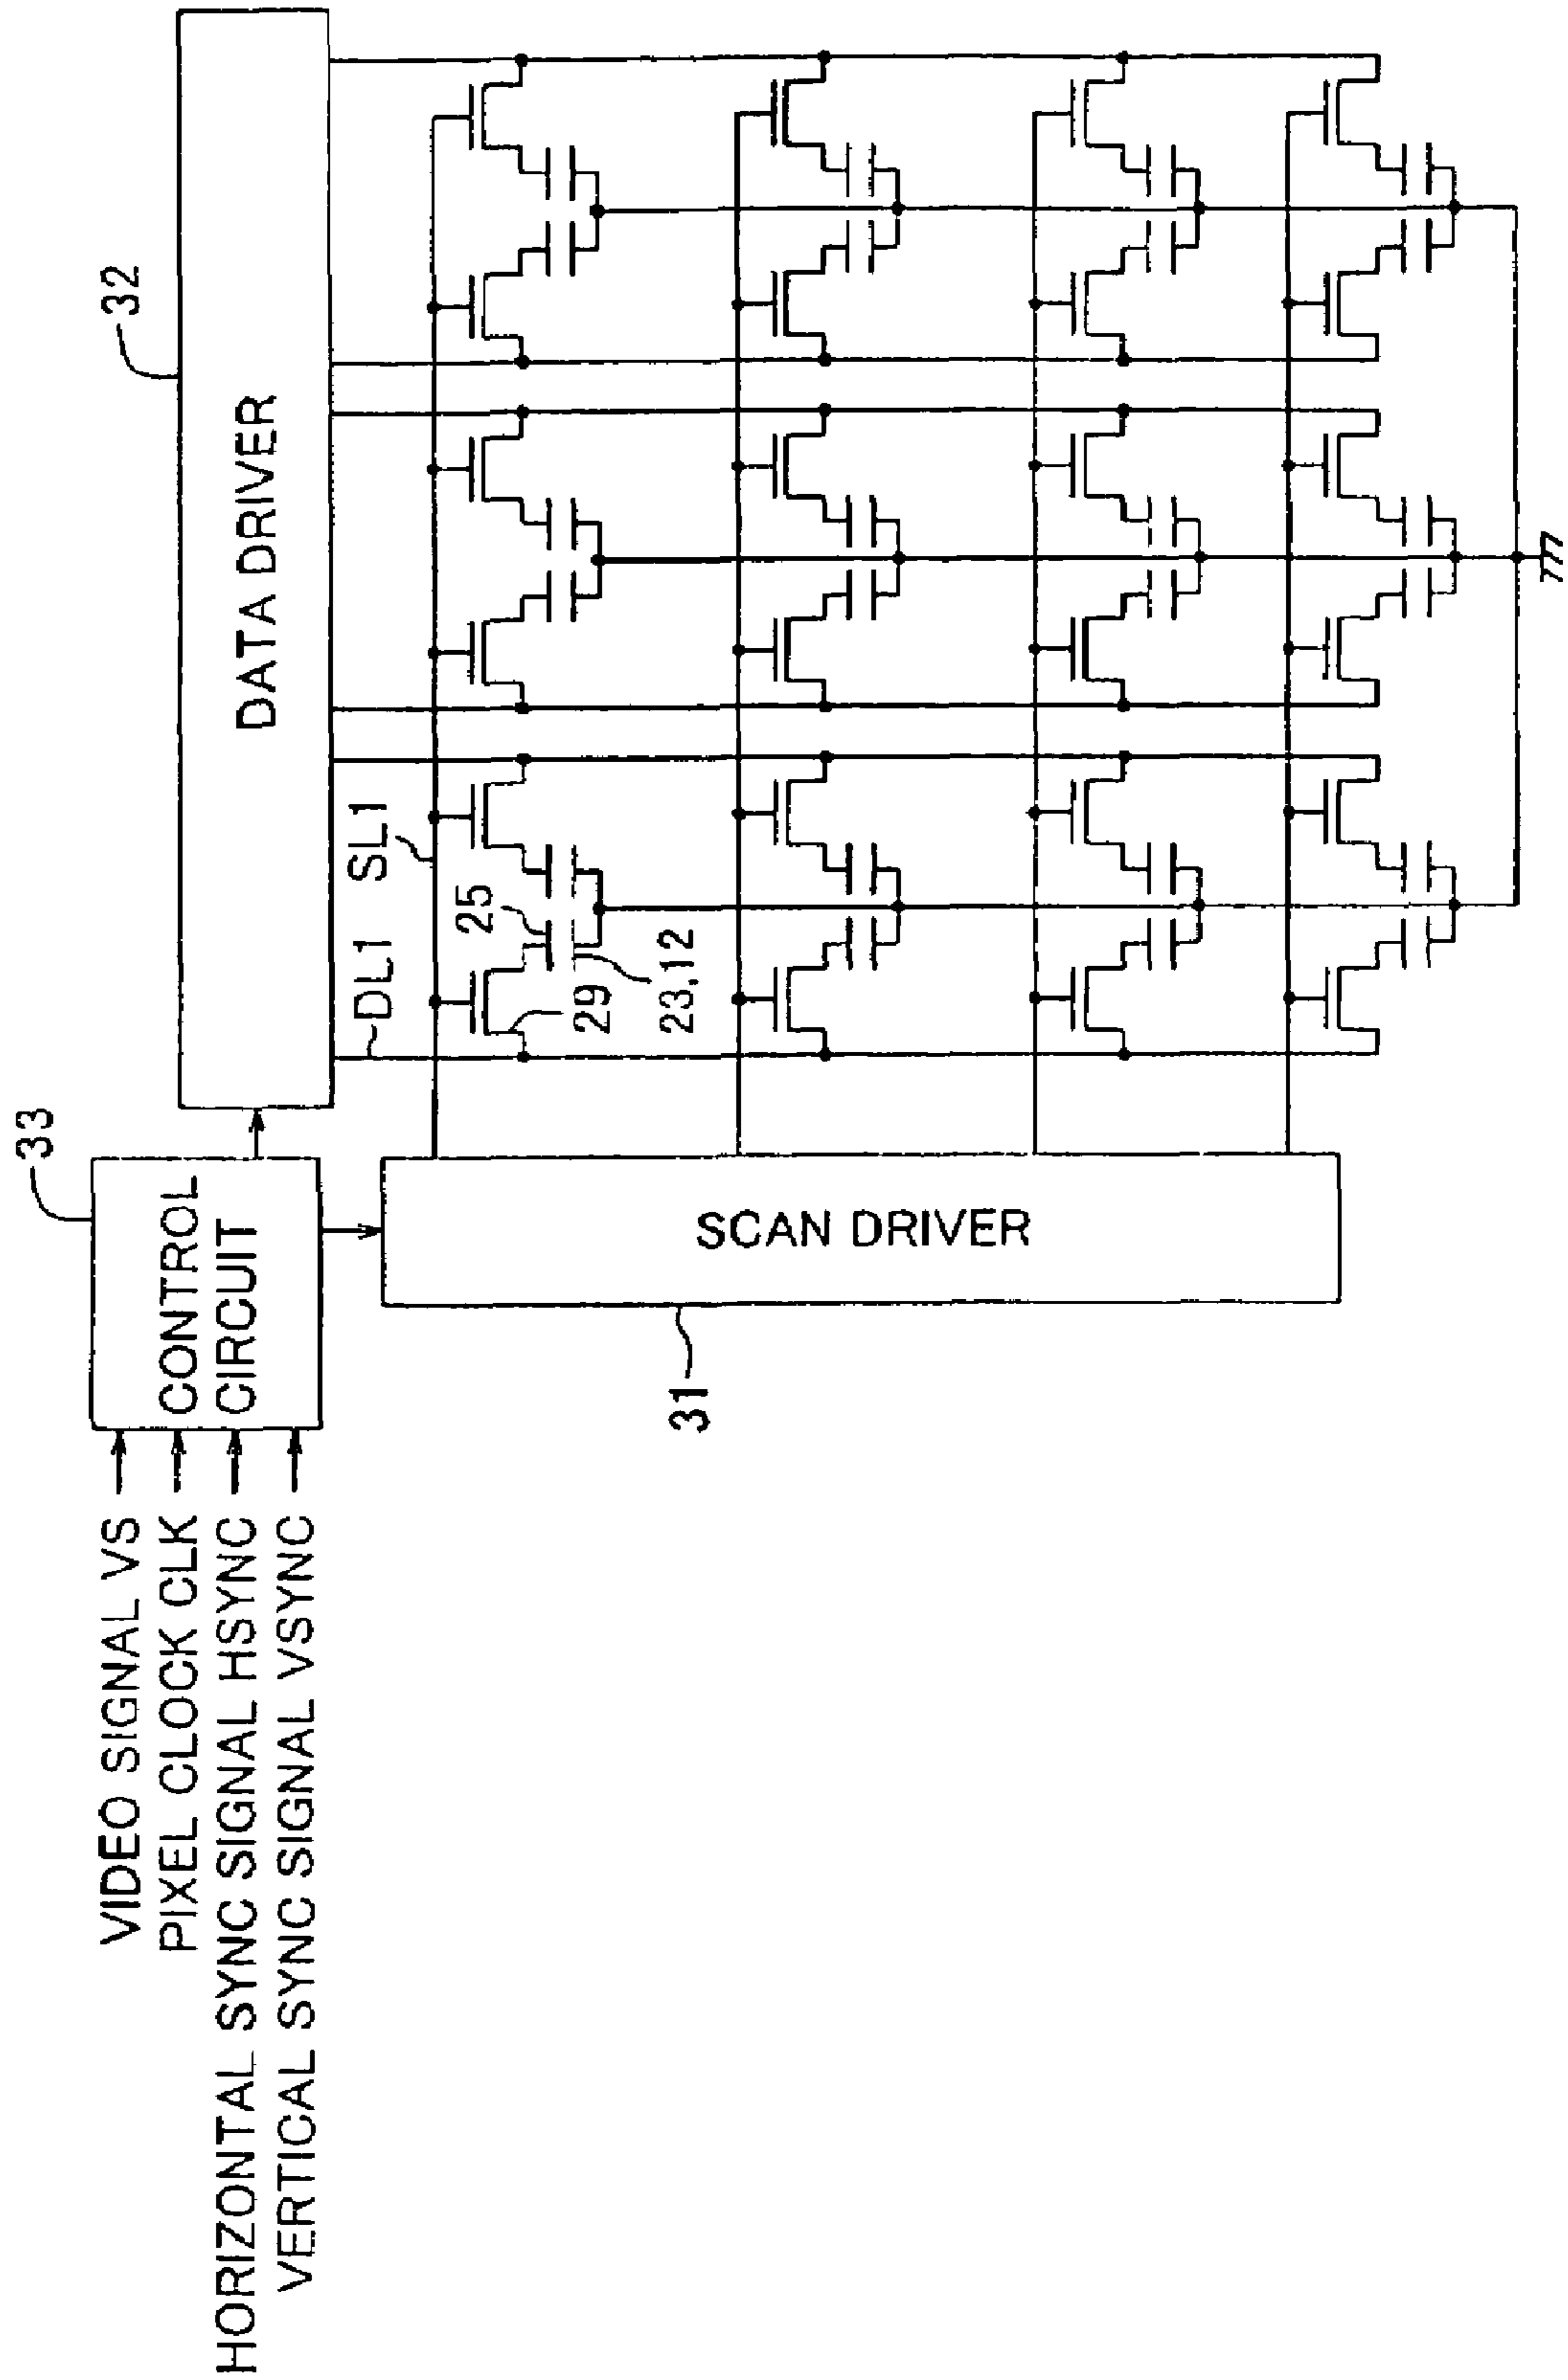 VIDEO SIGNAL VS
PIXEL CLOCK CLK
HORIZONTAL SYNC SIGNAL HSYNC
VERTICAL SYNC SIGNAL VSYNC
33
CONTROL
CIRCUIT
32
DATA DRIVER
31
SCAN DRIVER
DL1
SL1
25
29
23,12